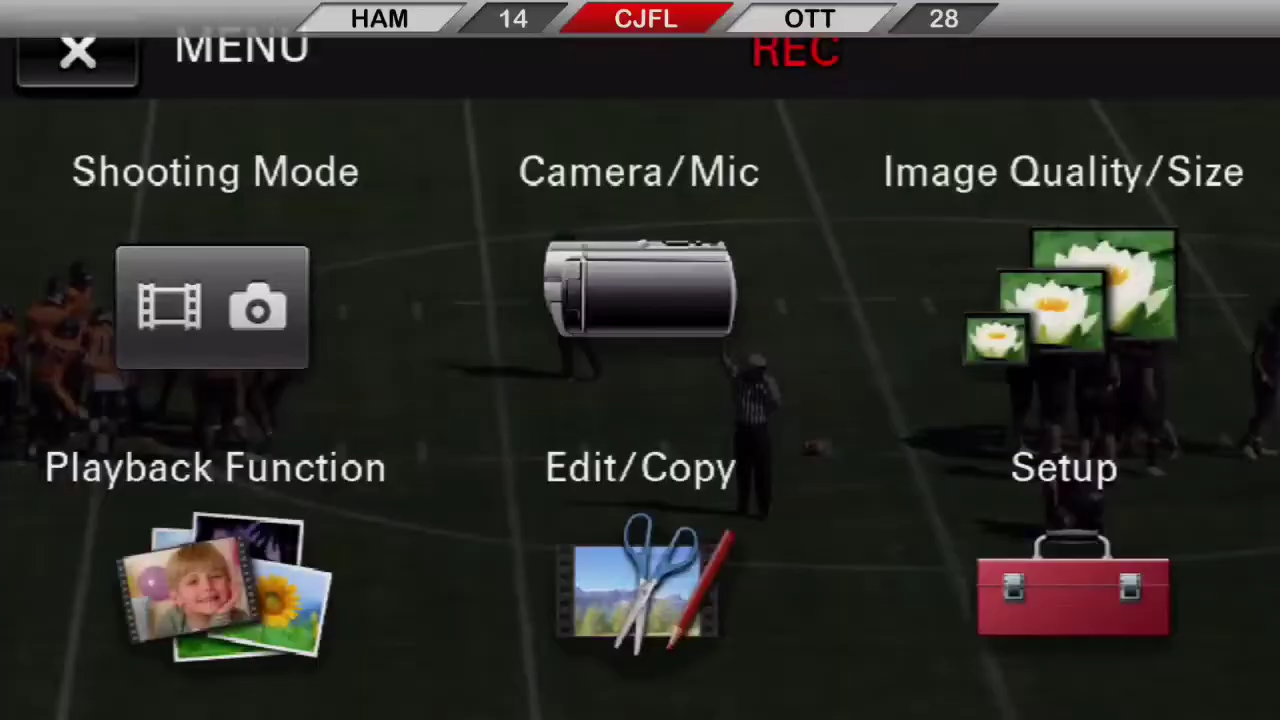 HAM 14 CJFL OTT 28
MENU REC
Shooting Mode Camera/Mic Image Quality/Size
Playback Function Edit/Copy Setup